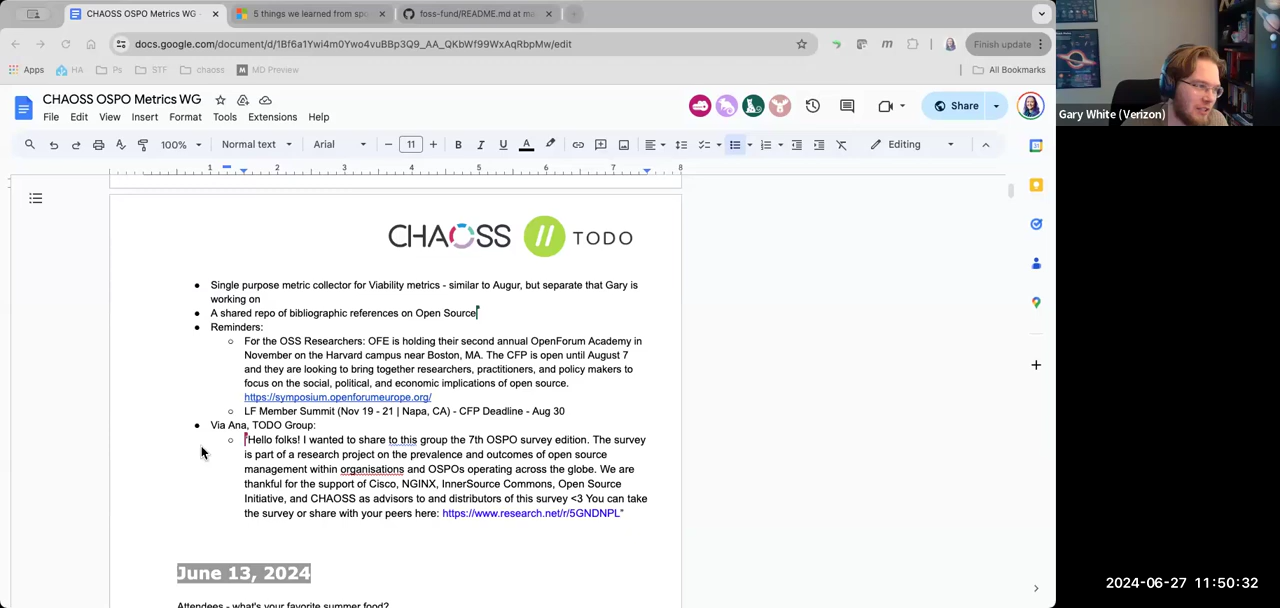 CHAOSS OSPO Metrics WG -
5 things we learned from spo
foss-fund/README.md at ma
docs.google.com/document/d/1Bf6a1Ywi4m0Ywo4vuBBp3Q9_AA_QKbWf99WxAqRbpMw/edit
Finish update
Apps
HA
Ps
STF
chaoss
MD Preview
All Bookmarks
CHAOSS OSPO Metrics WG
File Edit View Insert Format Tools Extensions Help
Share
100%
Normal text
Arial
11
Editing
1 2 3 4 5 6 7 8
CHAOSS // TODO
● Single purpose metric collector for Viability metrics - similar to Augur, but separate that Gary is
working on
● A shared repo of bibliographic references on Open Source
● Reminders:
○ For the OSS Researchers: OFE is holding their second annual OpenForum Academy in
November on the Harvard campus near Boston, MA. The CFP is open until August 7
and they are looking to bring together researchers, practitioners, and policy makers to
focus on the social, political, and economic implications of open source.
https://symposium.openforumeurope.org/
○ LF Member Summit (Nov 19 - 21 | Napa, CA) - CFP Deadline - Aug 30
● Via Ana, TODO Group:
○ "Hello folks! I wanted to share to this group the 7th OSPO survey edition. The survey
is part of a research project on the prevalence and outcomes of open source
management within organisations and OSPOs operating across the globe. We are
thankful for the support of Cisco, NGINX, InnerSource Commons, Open Source
Initiative, and CHAOSS as advisors to and distributors of this survey <3 You can take
the survey or share with your peers here: https://www.research.net/r/5GNDNPL"
June 13, 2024
Attendees - what's your favorite summer food?
Gary White (Verizon)
2024-06-27 11:50:32